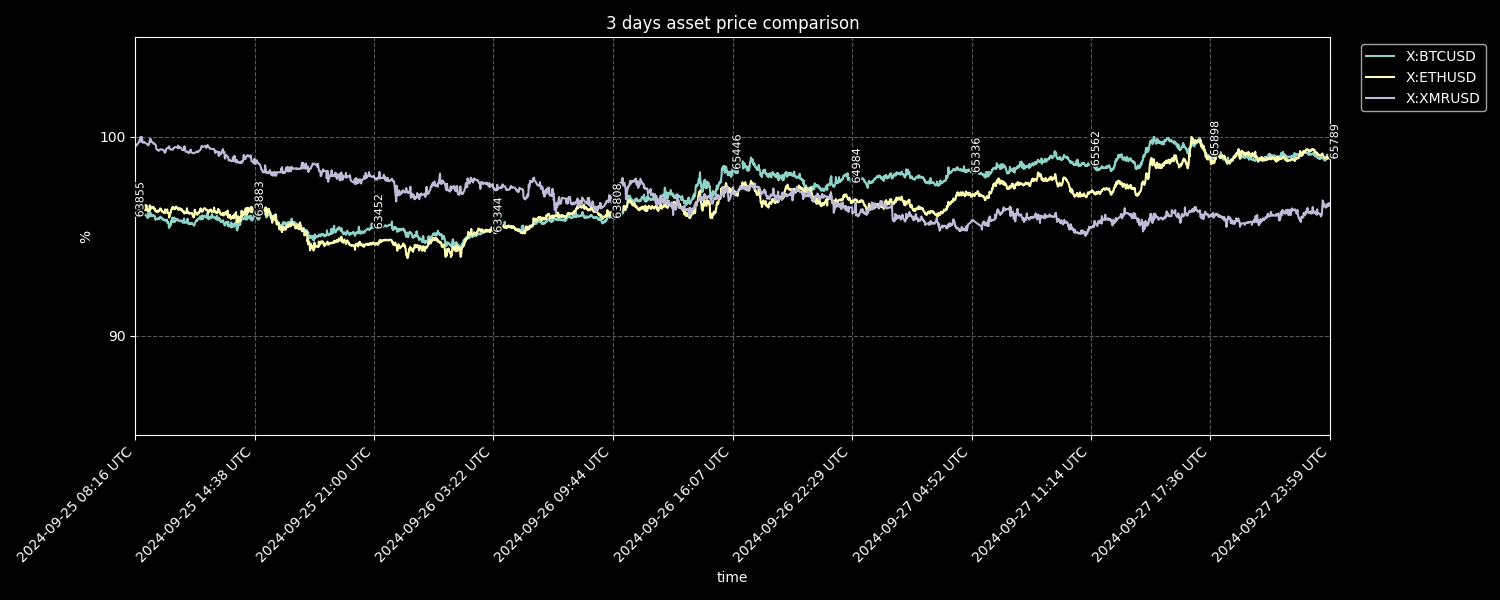 3 days asset price comparison
X:BTCUSD
X:ETHUSD
X:XMRUSD
%
100
90
63855
63883
63452
63344
63808
65446
64984
65336
65562
65898
65789
2024-09-25 08:16 UTC
2024-09-25 14:38 UTC
2024-09-25 21:00 UTC
2024-09-26 03:22 UTC
2024-09-26 09:44 UTC
2024-09-26 16:07 UTC
2024-09-26 22:29 UTC
2024-09-27 04:52 UTC
2024-09-27 11:14 UTC
2024-09-27 17:36 UTC
2024-09-27 23:59 UTC
time